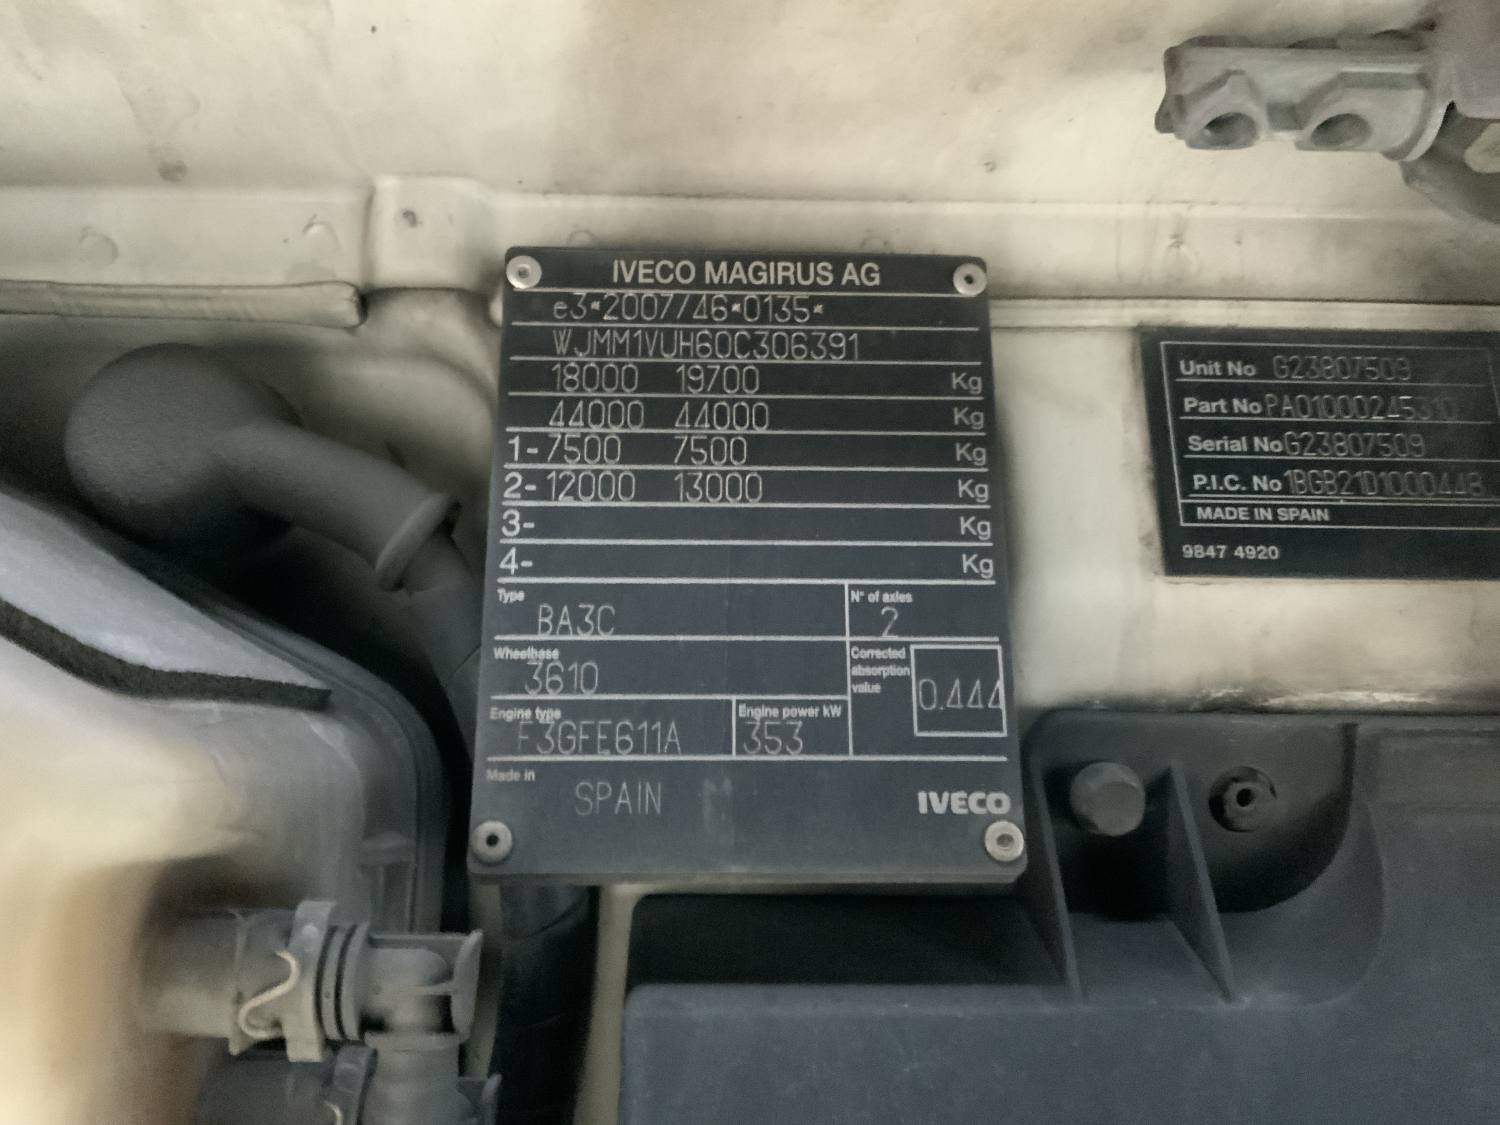 IVECO MAGIRUS AG
e3*2007/46*0135*
WJMM1VUH60C306391
18000 19700 Kg
44000 44000 Kg
1- 7500 7500 Kg
2- 12000 13000 Kg
3- Kg
4- Kg
Type
BA3C
N° of axles
2
Wheelbase
3610
Corrected
absorption
value
0.444
Engine type
F3GFE611A
Engine power kW
353
Made in
SPAIN
IVECO
Unit No G23807509
Part No PA01000245310
Serial No G23807509
P.I.C. No 1BGB21D1000448
MADE IN SPAIN
9847 4920